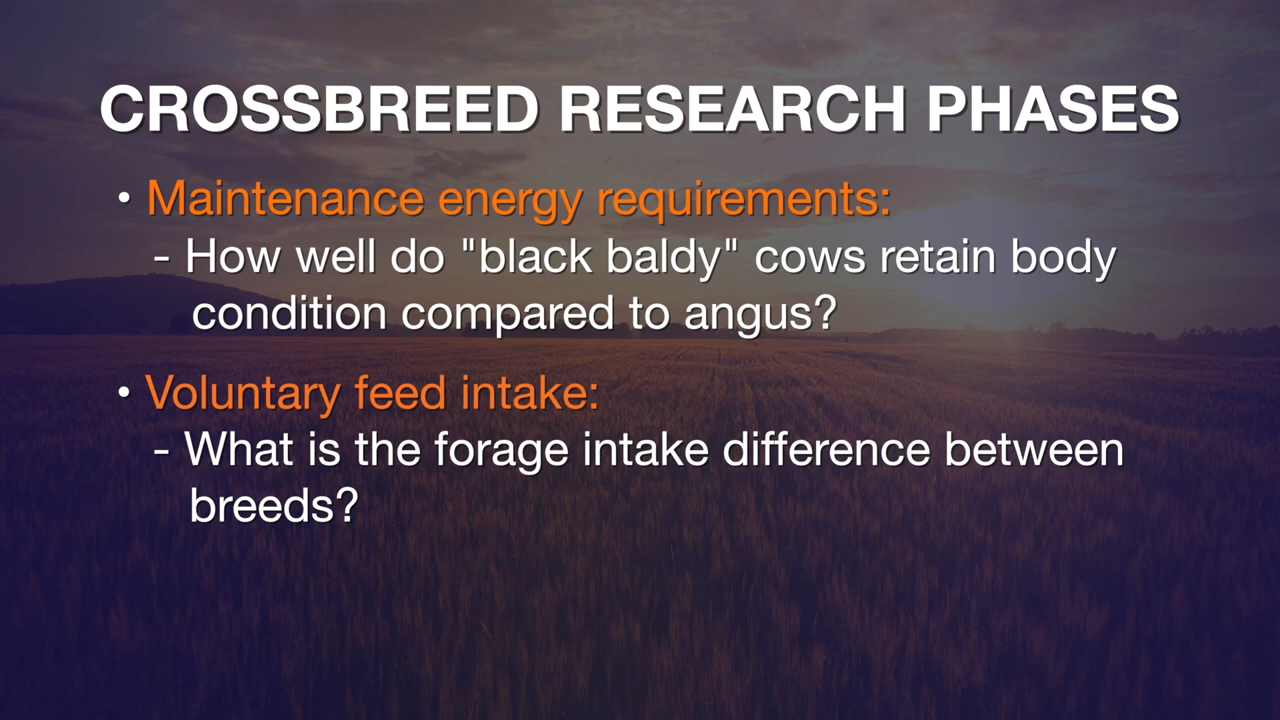 CROSSBREED RESEARCH PHASES
• Maintenance energy requirements:
- How well do "black baldy" cows retain body
condition compared to angus?
• Voluntary feed intake:
- What is the forage intake difference between
breeds?